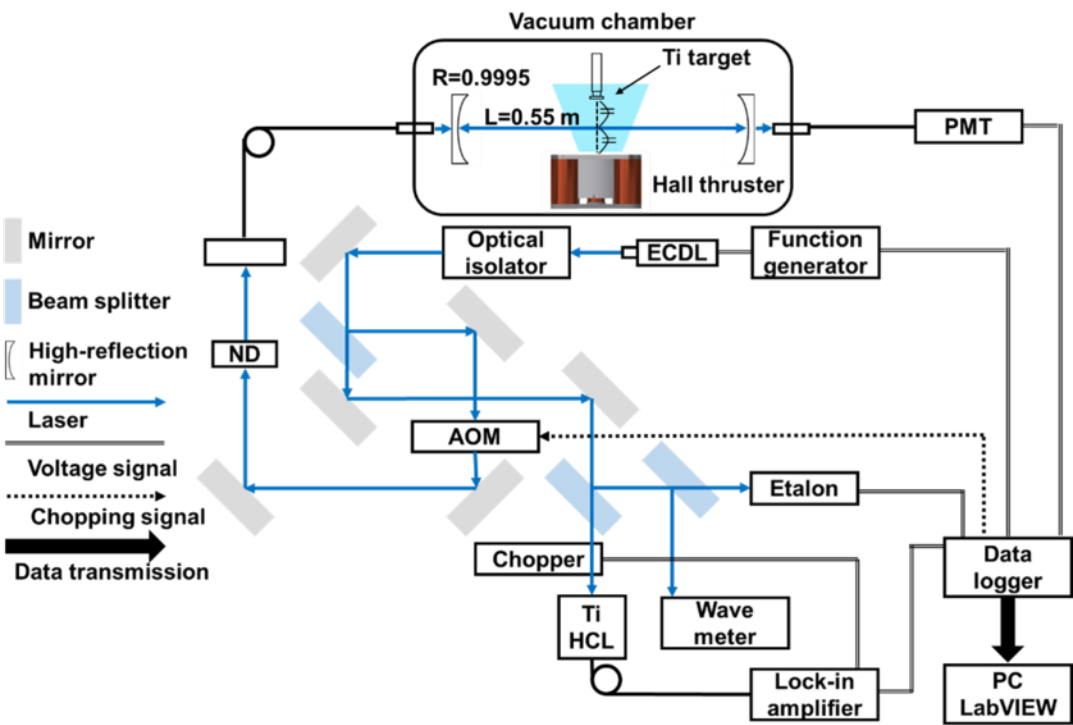 Vacuum chamber
Ti target
R=0.9995
L=0.55 m
PMT
Hall thruster
Mirror
Optical
isolator
ECDL
Function
generator
Beam splitter
High-reflection
mirror
ND
Laser
AOM
Voltage signal
Etalon
Chopping signal
Chopper
Data
logger
Data transmission
Ti
HCL
Wave
meter
Lock-in
amplifier
PC
LabVIEW